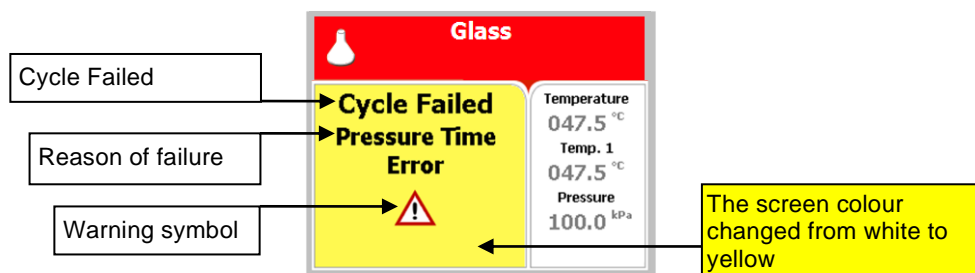 Glass
Cycle Failed
Reason of failure
Warning symbol
Cycle Failed
Pressure Time
Error
Temperature
047.5 °C
Temp. 1
047.5 °C
Pressure
100.0 kPa
The screen colour
changed from white to
yellow